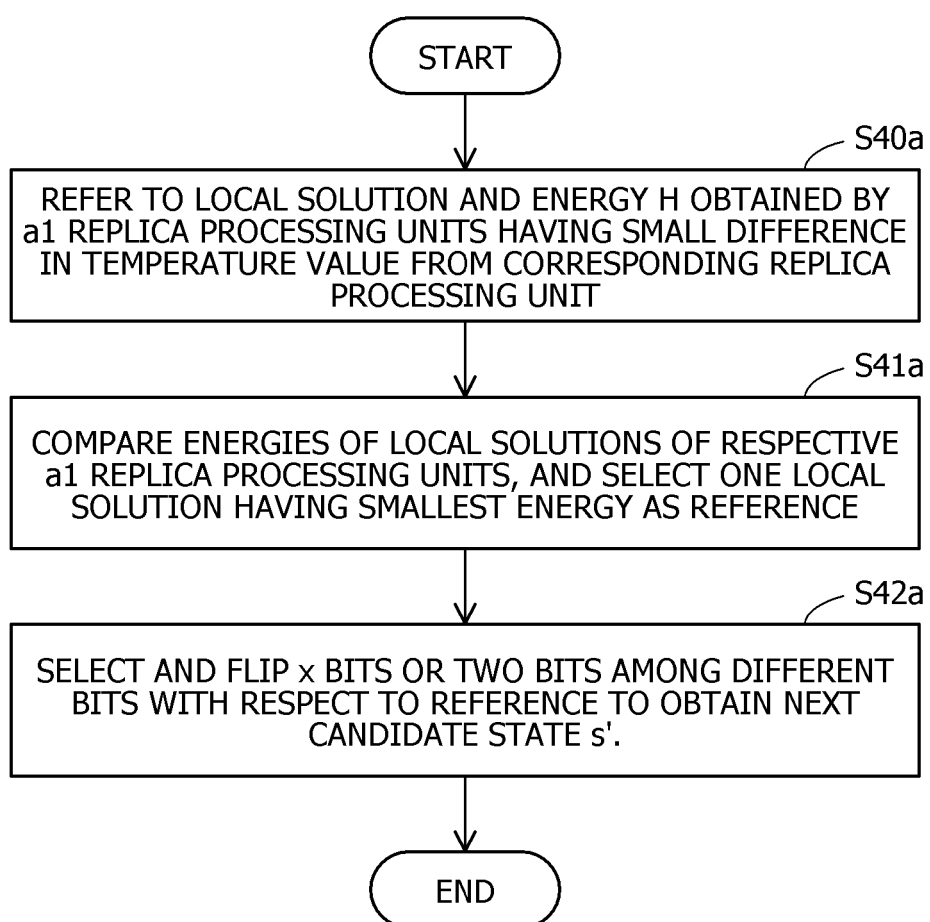 START
S40a
REFER TO LOCAL SOLUTION AND ENERGY H OBTAINED BY
a1 REPLICA PROCESSING UNITS HAVING SMALL DIFFERENCE
IN TEMPERATURE VALUE FROM CORRESPONDING REPLICA
PROCESSING UNIT
S41a
COMPARE ENERGIES OF LOCAL SOLUTIONS OF RESPECTIVE
a1 REPLICA PROCESSING UNITS, AND SELECT ONE LOCAL
SOLUTION HAVING SMALLEST ENERGY AS REFERENCE
S42a
SELECT AND FLIP x BITS OR TWO BITS AMONG DIFFERENT
BITS WITH RESPECT TO REFERENCE TO OBTAIN NEXT
CANDIDATE STATE s'.
END